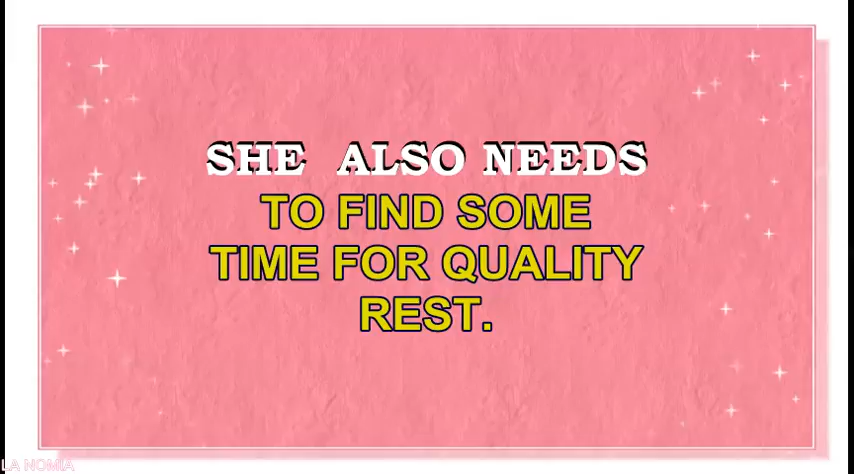 SHE ALSO NEEDS
TO FIND SOME
TIME FOR QUALITY
REST.
LA NOMIA